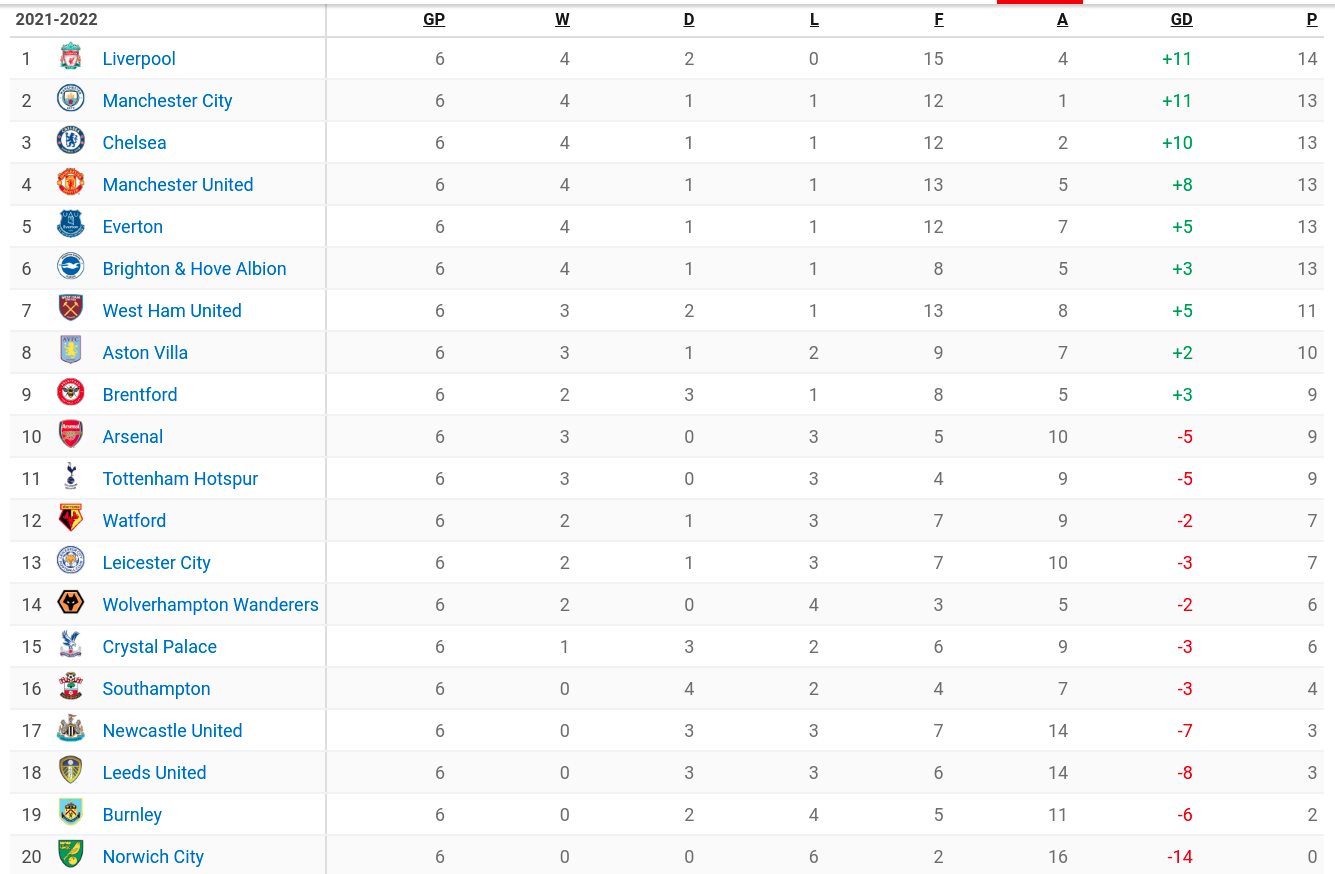 2021-2022 GP W D L F A GD P
1 Liverpool 6 4 2 0 15 4 +11 14
2 Manchester City 6 4 1 1 12 1 +11 13
3 Chelsea 6 4 1 1 12 2 +10 13
4 Manchester United 6 4 1 1 13 5 +8 13
5 Everton 6 4 1 1 12 7 +5 13
6 Brighton & Hove Albion 6 4 1 1 8 5 +3 13
7 West Ham United 6 3 2 1 13 8 +5 11
8 Aston Villa 6 3 1 2 9 7 +2 10
9 Brentford 6 2 3 1 8 5 +3 9
10 Arsenal 6 3 0 3 5 10 -5 9
11 Tottenham Hotspur 6 3 0 3 4 9 -5 9
12 Watford 6 2 1 3 7 9 -2 7
13 Leicester City 6 2 1 3 7 10 -3 7
14 Wolverhampton Wanderers 6 2 0 4 3 5 -2 6
15 Crystal Palace 6 1 3 2 6 9 -3 6
16 Southampton 6 0 4 2 4 7 -3 4
17 Newcastle United 6 0 3 3 7 14 -7 3
18 Leeds United 6 0 3 3 6 14 -8 3
19 Burnley 6 0 2 4 5 11 -6 2
20 Norwich City 6 0 0 6 2 16 -14 0